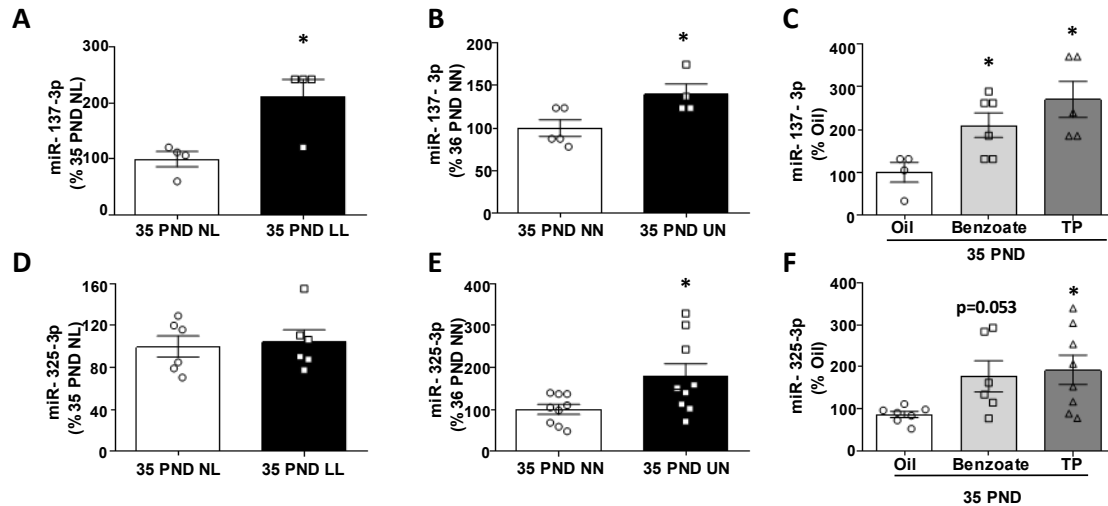 A
miR- 137-3p
(% 35 PND NL)
300
200
100
0
*
35 PND NL
35 PND LL
B
miR-137 - 3p
(% 36 PND NN)
200
150
100
50
0
*
35 PND NN
35 PND UN
C
miR-137 - 3p
(% Oil)
400
300
200
100
0
*
*
Oil
Benzoate
TP
35 PND
D
miR-325-3p
(% 35 PND NL)
160
120
80
40
0
35 PND NL
35 PND LL
E
miR- 325-3p
(% 36 PND NN)
400
300
200
100
0
*
35 PND NN
35 PND UN
F
miR- 325-3p
(% Oil)
400
300
200
100
0
p=0.053
*
Oil
Benzoate
TP
35 PND